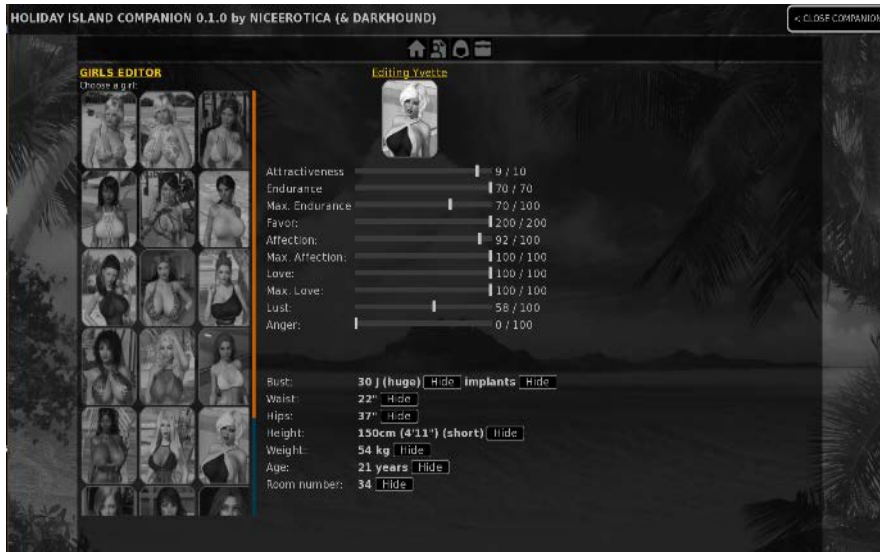 HOLIDAY ISLAND COMPANION 0.1.0 by NICEEROTICA (& DARKHOUND)
< CLOSE COMPANION
GIRLS EDITOR
Choose a girl:
Editing Yvette
Attractiveness 9 / 10
Endurance 70 / 70
Max. Endurance 70 / 100
Favor: 200 / 200
Affection: 92 / 100
Max. Affection: 100 / 100
Love: 100 / 100
Max. Love: 100 / 100
Lust: 58 / 100
Anger: 0 / 100
Bust: 30 J (huge) Hide implants Hide
Waist: 22" Hide
Hips: 37" Hide
Height: 150cm (4'11") (short) Hide
Weight: 54 kg Hide
Age: 21 years Hide
Room number: 34 Hide